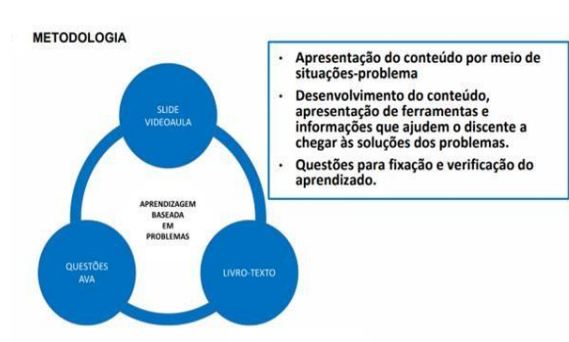 METODOLOGIA
SLIDE
VIDEOAULA
APRENDIZAGEM
BASEADA
EM
PROBLEMAS
QUESTÕES
AVA
LIVRO-TEXTO
· Apresentação do conteúdo por meio de
situações-problema
· Desenvolvimento do conteúdo,
apresentação de ferramentas e
informações que ajudem o discente a
chegar às soluções dos problemas.
· Questões para fixação e verificação do
aprendizado.